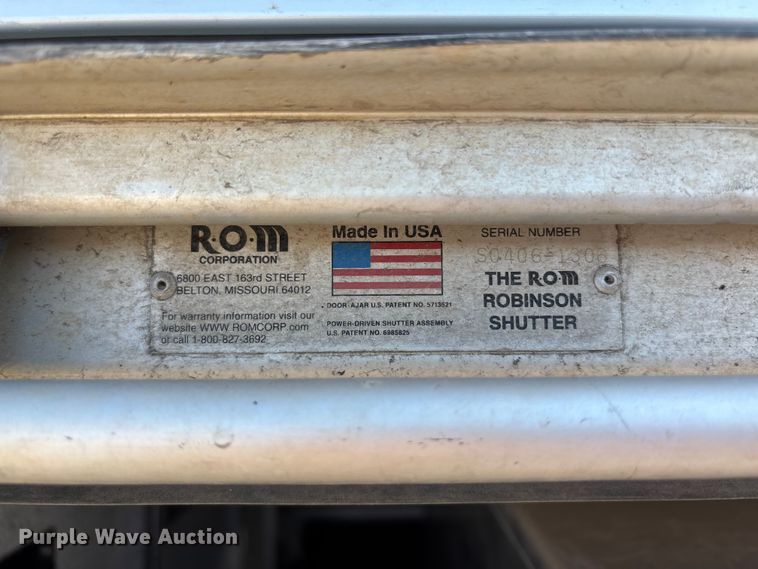 R·O·M
CORPORATION
6800 EAST 163rd STREET
BELTON, MISSOURI 64012
For warranty information visit our
website WWW.ROMCORP.com
or call 1-800-827-3692
Made In USA
DOOR AJAR U.S. PATENT NO. 5713621
POWER-DRIVEN SHUTTER ASSEMBLY
U.S. PATENT NO. 6985825
SERIAL NUMBER
THE R·O·M
ROBINSON
SHUTTER
Purple Wave Auction